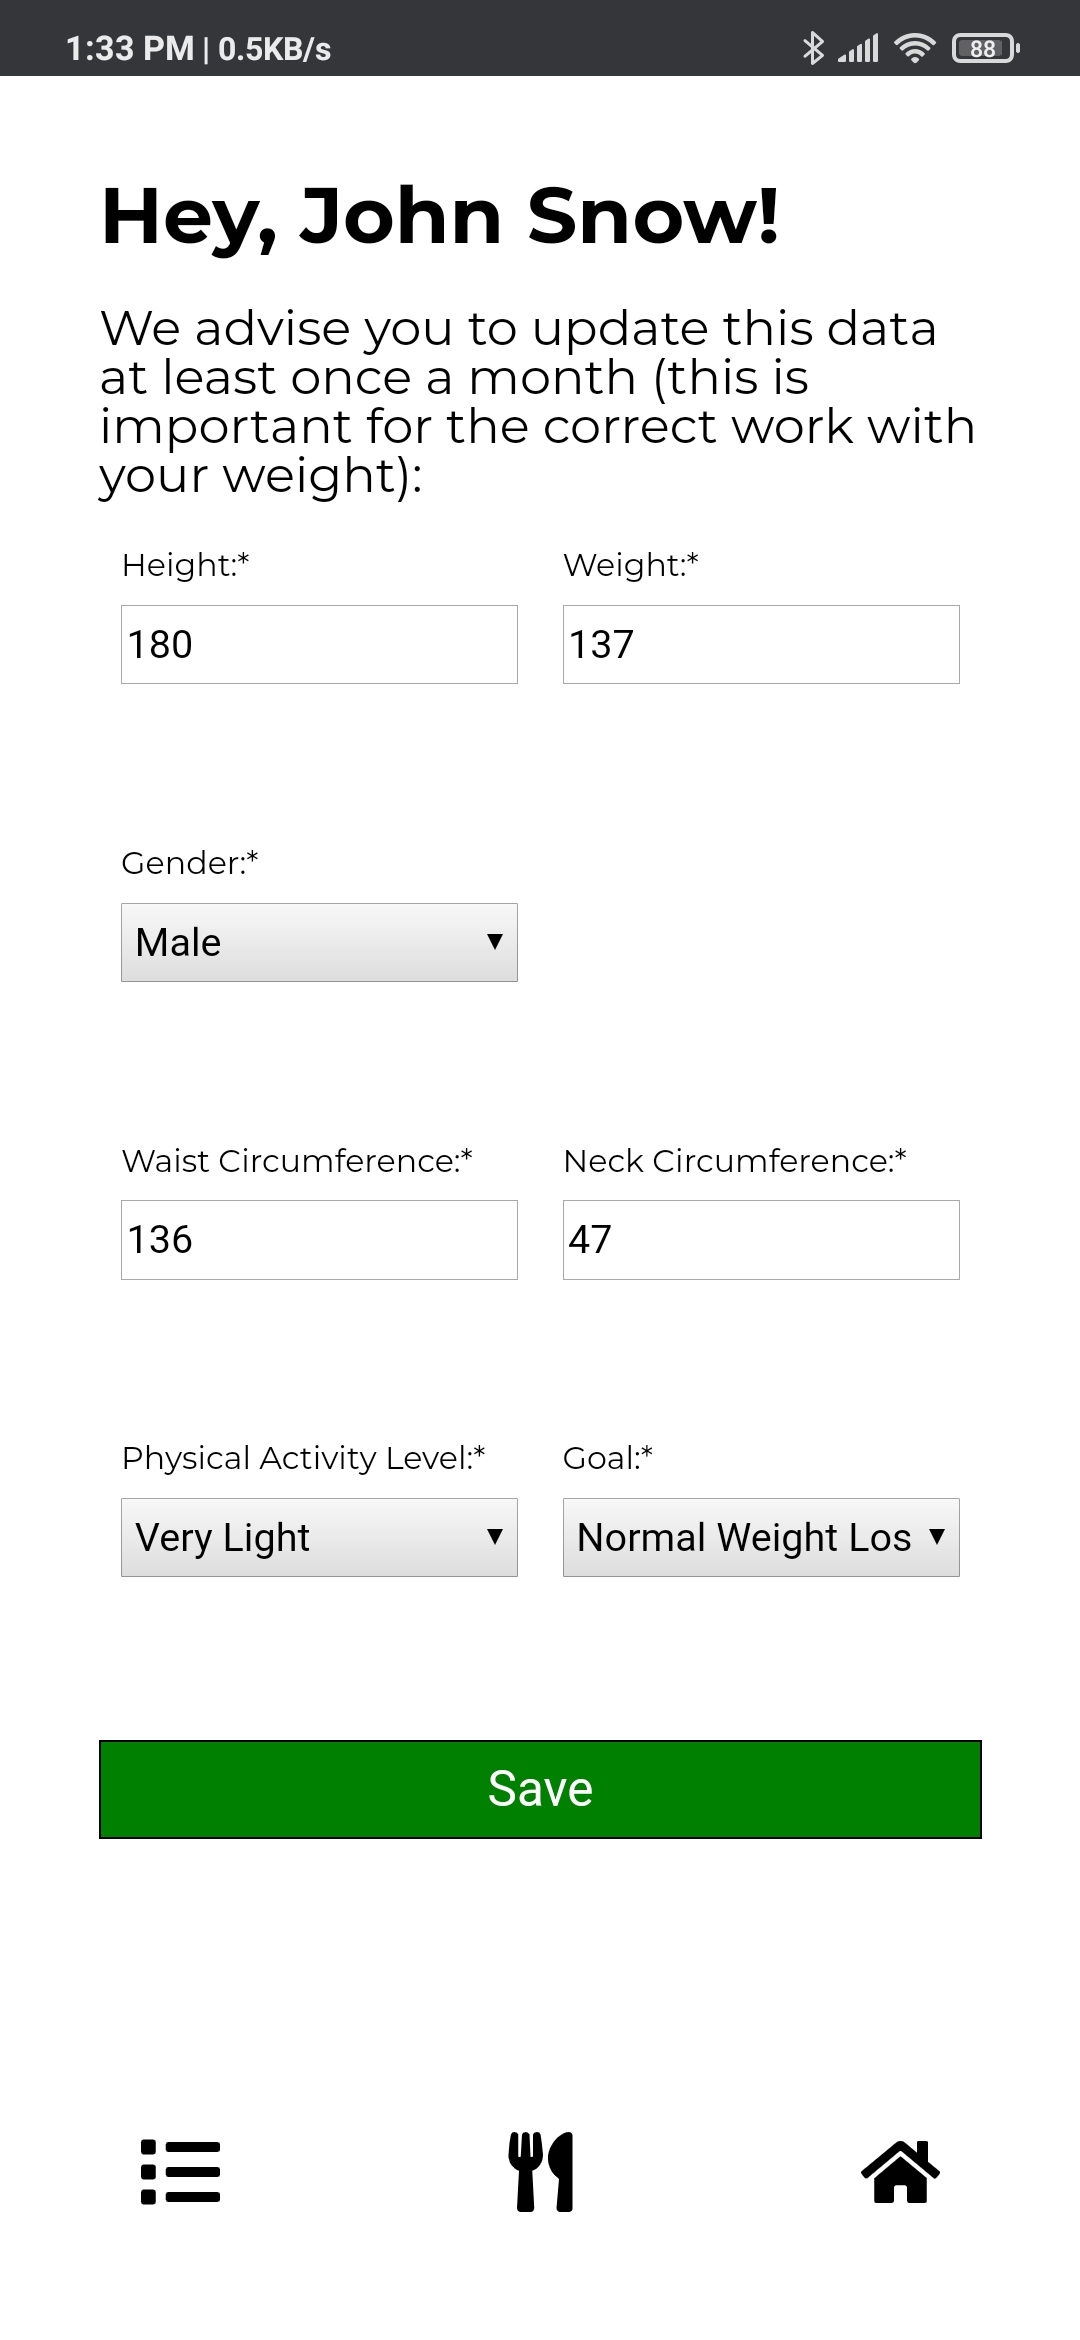 1:33 PM | 0.5KB/s 88
Hey, John Snow!
We advise you to update this data
at least once a month (this is
important for the correct work with
your weight):
Height:* Weight:*
180 137
Gender:*
Male
Waist Circumference:* Neck Circumference:*
136 47
Physical Activity Level:* Goal:*
Very Light Normal Weight Los
Save